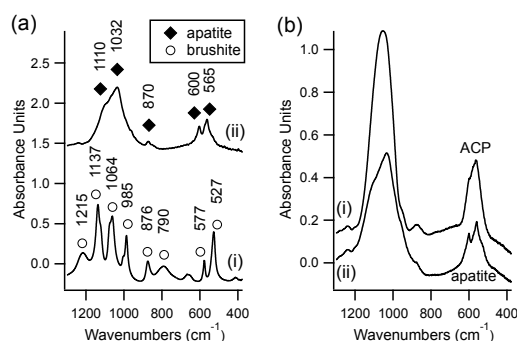 (a)
◆ apatite
○ brushite
1110
1032
870
600
565
(ii)
1215
1137
1064
985
876
790
577
527
(i)
2.5
2.0
1.5
1.0
0.5
0.0
Absorbance Units
1200 1000 800 600 400
Wavenumbers (cm⁻¹)
(b)
1.0
0.8
0.6
0.4
0.2
0.0
Absorbance Units
ACP
(i)
(ii)
apatite
1200 1000 800 600 400
Wavenumbers (cm⁻¹)